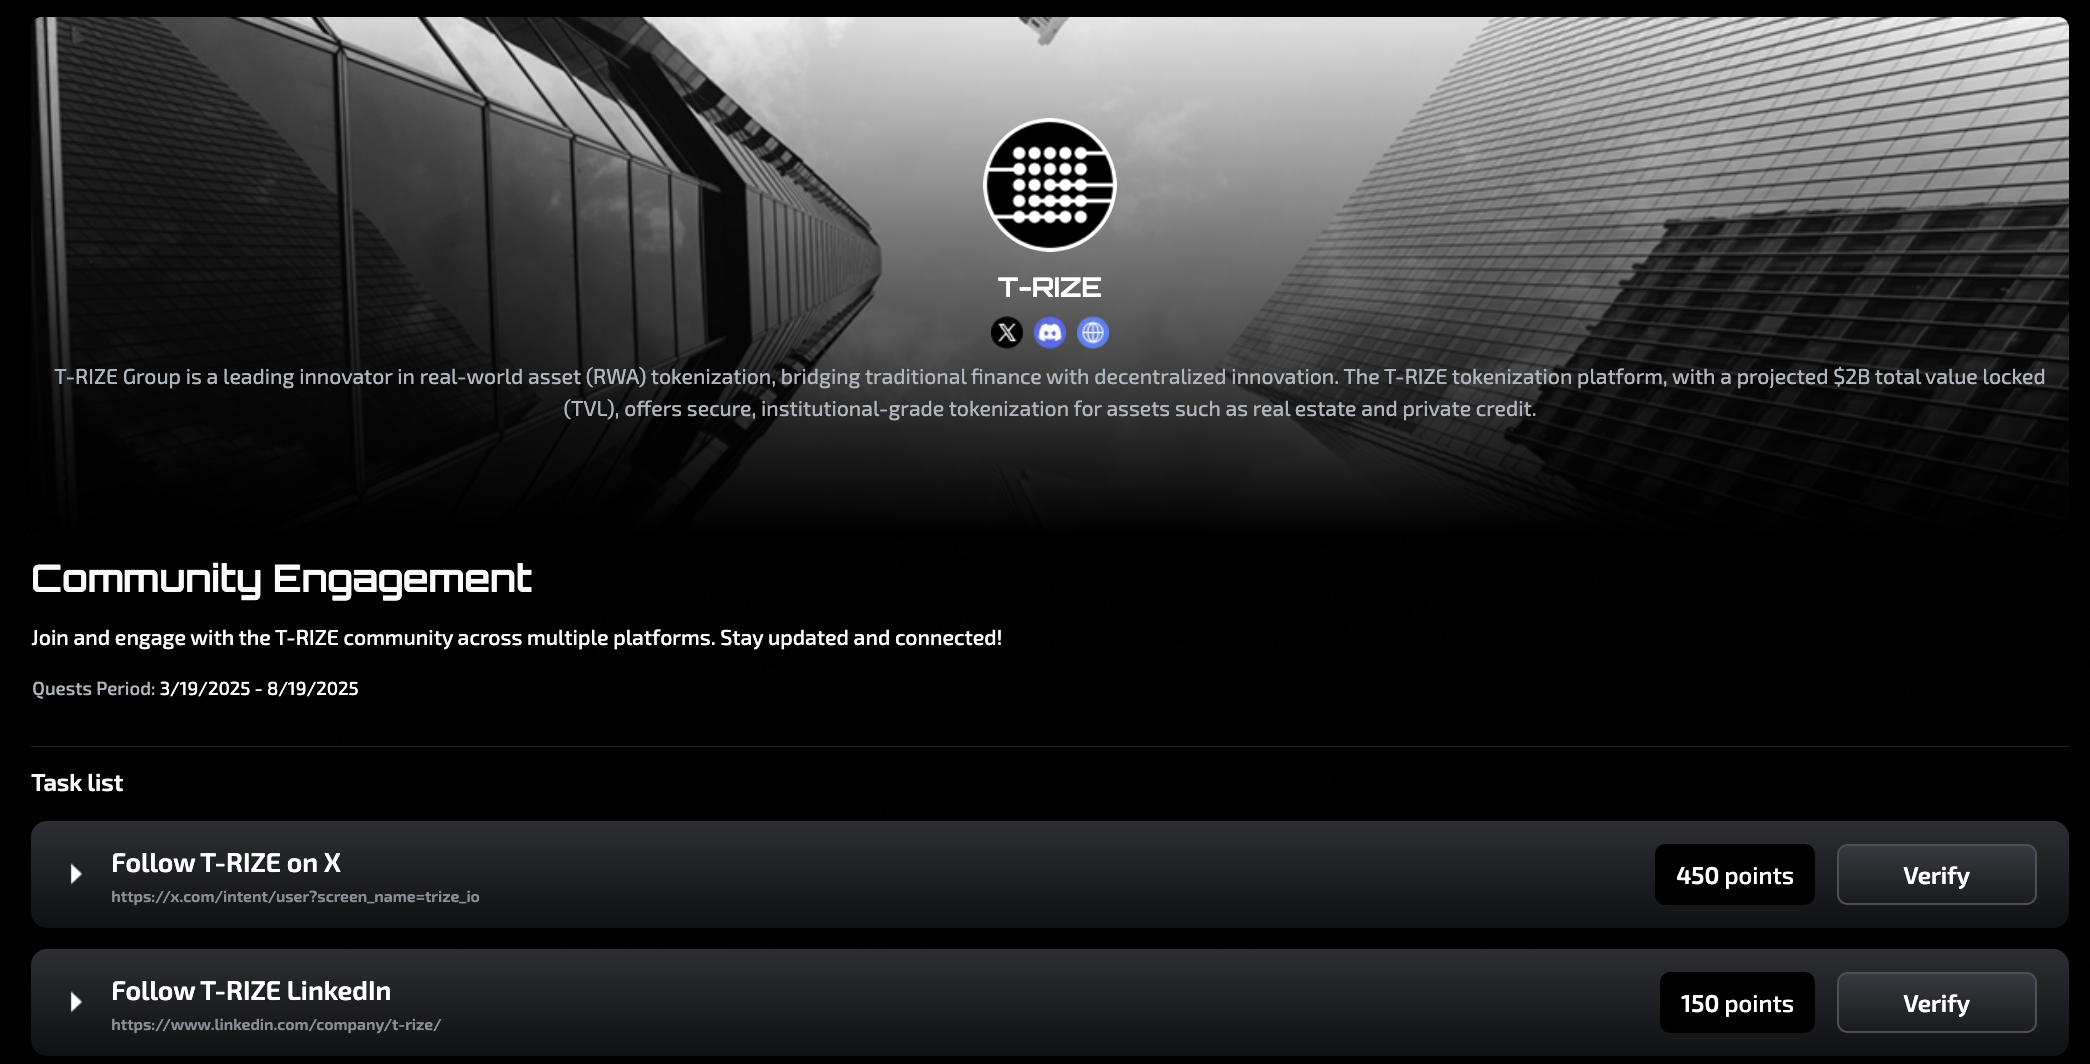 T-RIZE
T-RIZE Group is a leading innovator in real-world asset (RWA) tokenization, bridging traditional finance with decentralized innovation. The T-RIZE tokenization platform, with a projected $2B total value locked
(TVL), offers secure, institutional-grade tokenization for assets such as real estate and private credit.
Community Engagement
Join and engage with the T-RIZE community across multiple platforms. Stay updated and connected!
Quests Period: 3/19/2025 - 8/19/2025
Task list
Follow T-RIZE on X
https://x.com/intent/user?screen_name=trize_io
450 points
Verify
Follow T-RIZE LinkedIn
https://www.linkedin.com/company/t-rize/
150 points
Verify